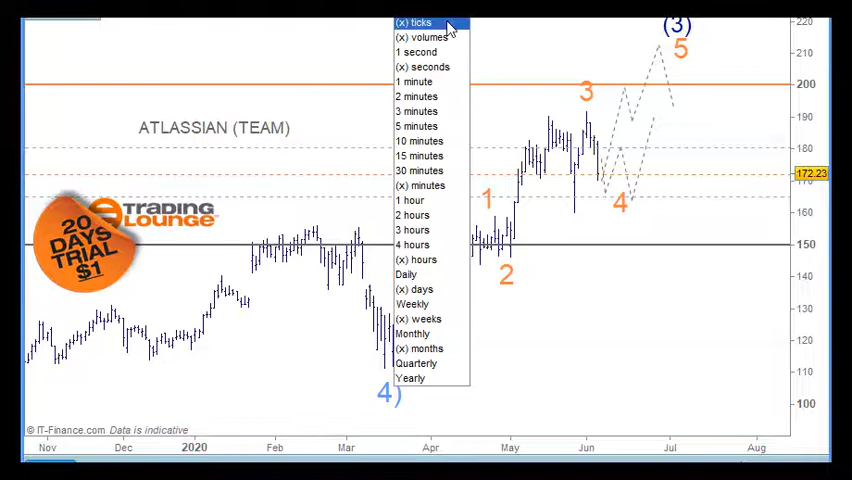 (x) ticks
(x) volumes
1 second
(x) seconds
1 minute
2 minutes
3 minutes
5 minutes
10 minutes
15 minutes
30 minutes
(x) minutes
1 hour
2 hours
3 hours
4 hours
(x) hours
Daily
(x) days
Weekly
(x) weeks
Monthly
(x) months
Quarterly
Yearly
ATLASSIAN (TEAM)
TRADING
LOUNGE
20
DAYS
TRIAL
$1
4)
1
2
3
4
(3)
5
220
210
200
190
180
172.23
170
160
150
140
130
120
110
100
© IT-Finance.com Data is indicative
Nov Dec 2020 Feb Mar Apr May Jun Jul Aug